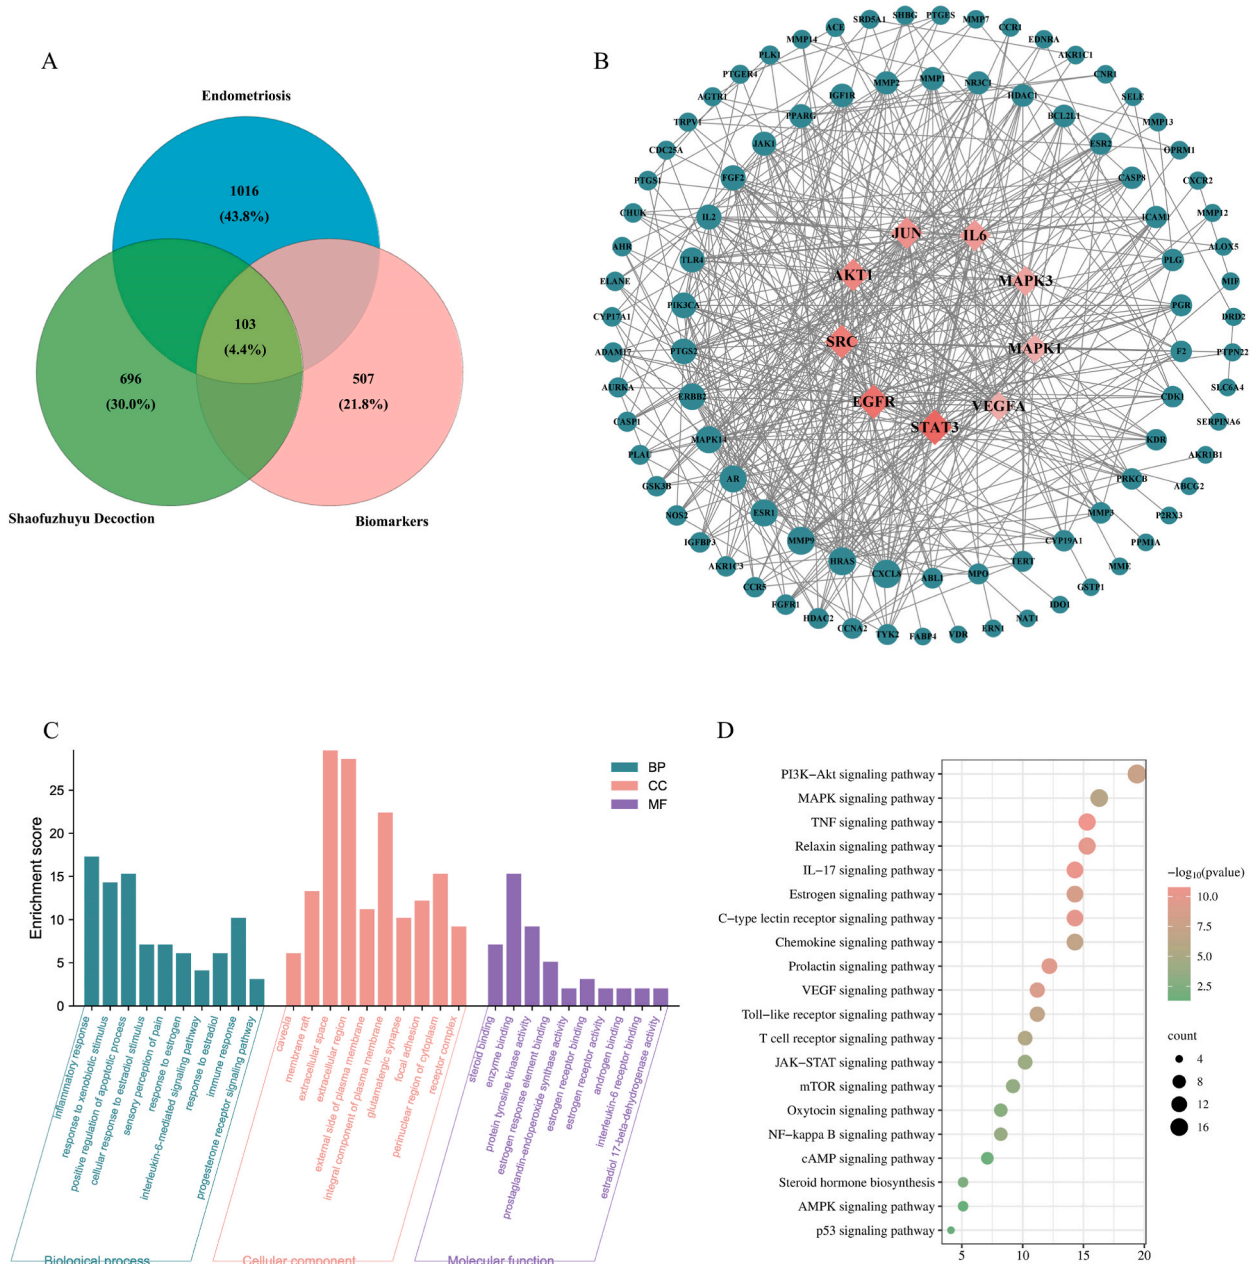 A
Endometriosis
1016
(43.8%)
103
(4.4%)
696
(30.0%)
507
(21.8%)
Shaofuzhuyu Decoction
Biomarkers
B
SHBG
PTGES
SRD5A1
MMP7
ACE
CCR1
MMP14
EDNRA
PLK1
AKR1C1
PTGER4
CNR1
AGTR1
SELE
TRPV1
MMP13
CDC25A
OPRM1
PTGS1
CXCR2
CHUK
MMP12
AHR
ALOX5
ELANE
MIF
CYP17A1
DRD2
ADAM17
PTPN22
AURKA
SLC6A4
CASP1
SERPINA6
PLAU
AKR1B1
GSK3B
ABCG2
NOS2
P2RX3
IGFBP3
PPM1A
AKR1C3
MME
CCR5
GSTP1
FGFR1
IDO1
HDAC2
NAT1
CCNA2
ERN1
TYK2
FABP4
VDR
MMP2
MMP1
NR3C1
IGF1R
HDAC1
PPARG
BCL2L1
JAK1
ESR2
FGF2
CASP8
IL2
ICAM1
TLR4
PLG
PIK3CA
PGR
PTGS2
F2
ERBB2
CDK1
MAPK14
KDR
AR
PRKCB
ESR1
MMP3
MMP9
CYP19A1
HRAS
TERT
CXCL8
ABL1
MPO
JUN
IL6
AKT1
MAPK3
SRC
MAPK1
EGFR
VEGFA
STAT3
C
Enrichment score
25
20
15
10
5
0
BP
CC
MF
inflammatory response
response to xenobiotic stimulus
positive regulation of apoptotic process
cellular response to estradiol stimulus
sensory perception of pain
response to estrogen
interleukin-6-mediated signaling pathway
response to estradiol
immune response
progesterone receptor signaling pathway
caveola
membrane raft
extracellular space
extracellular region
external side of plasma membrane
integral component of plasma membrane
glutamatergic synapse
focal adhesion
perinuclear region of cytoplasm
receptor complex
steroid binding
enzyme binding
protein tyrosine kinase activity
estrogen response element binding
prostaglandin-endoperoxide synthase activity
estrogen receptor binding
estrogen receptor activity
androgen binding
interleukin-6 receptor binding
estradiol 17-beta-dehydrogenase activity
Biological process
Cellular component
Molecular function
D
PI3K−Akt signaling pathway
MAPK signaling pathway
TNF signaling pathway
Relaxin signaling pathway
IL−17 signaling pathway
Estrogen signaling pathway
C−type lectin receptor signaling pathway
Chemokine signaling pathway
Prolactin signaling pathway
VEGF signaling pathway
Toll−like receptor signaling pathway
T cell receptor signaling pathway
JAK−STAT signaling pathway
mTOR signaling pathway
Oxytocin signaling pathway
NF−kappa B signaling pathway
cAMP signaling pathway
Steroid hormone biosynthesis
AMPK signaling pathway
p53 signaling pathway
5 10 15 20
−log10(pvalue)
10.0
7.5
5.0
2.5
count
4
8
12
16